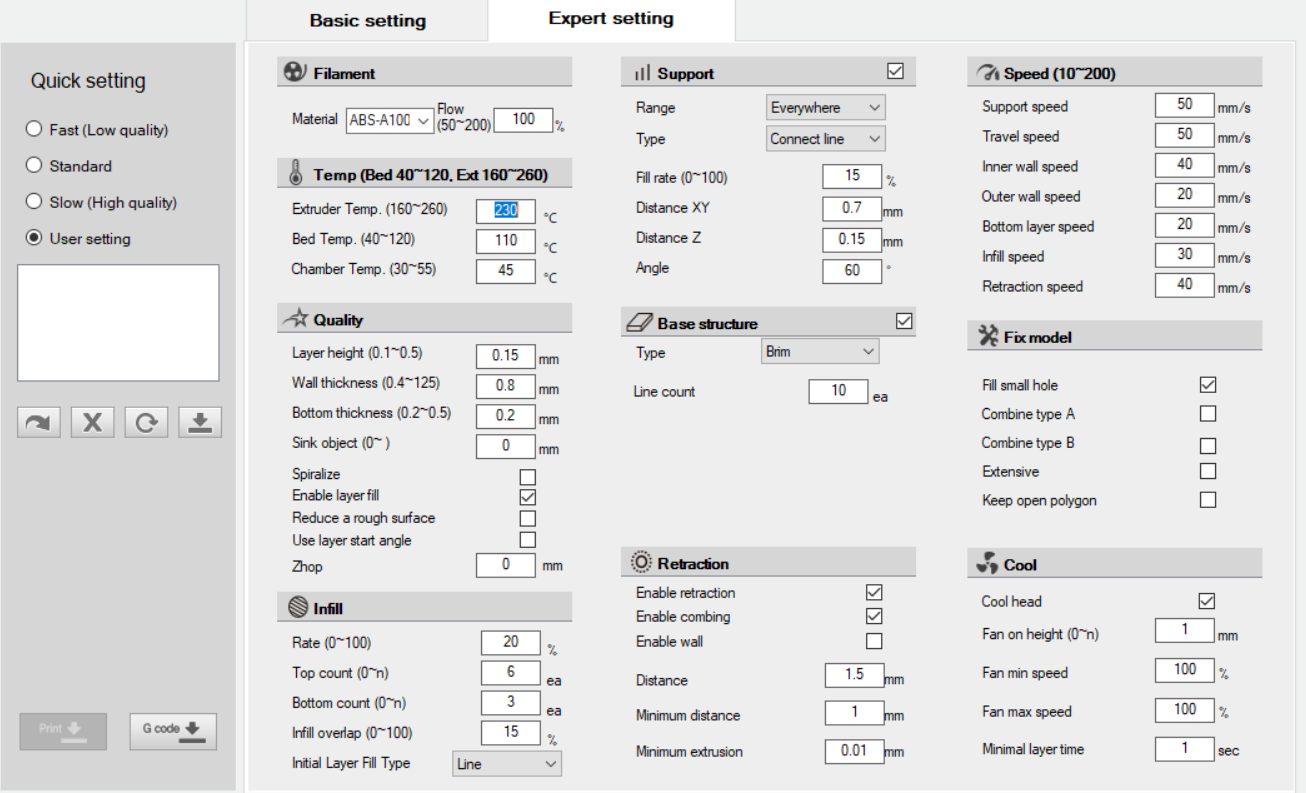 Basic setting
Expert setting
Quick setting
Fast (Low quality)
Standard
Slow (High quality)
User setting
Print
G code
Filament
Material ABS-A100 Flow (50~200) 100 %
Temp (Bed 40~120, Ext 160~260)
Extruder Temp. (160~260) 230 °C
Bed Temp. (40~120) 110 °C
Chamber Temp. (30~55) 45 °C
Quality
Layer height (0.1~0.5) 0.15 mm
Wall thickness (0.4~125) 0.8 mm
Bottom thickness (0.2~0.5) 0.2 mm
Sink object (0~ ) 0 mm
Spiralize
Enable layer fill
Reduce a rough surface
Use layer start angle
Zhop 0 mm
Infill
Rate (0~100) 20 %
Top count (0~n) 6 ea
Bottom count (0~n) 3 ea
Infill overlap (0~100) 15 %
Initial Layer Fill Type Line
Support
Range Everywhere
Type Connect line
Fill rate (0~100) 15 %
Distance XY 0.7 mm
Distance Z 0.15 mm
Angle 60 °
Base structure
Type Brim
Line count 10 ea
Retraction
Enable retraction
Enable combing
Enable wall
Distance 1.5 mm
Minimum distance 1 mm
Minimum extrusion 0.01 mm
Speed (10~200)
Support speed 50 mm/s
Travel speed 50 mm/s
Inner wall speed 40 mm/s
Outer wall speed 20 mm/s
Bottom layer speed 20 mm/s
Infill speed 30 mm/s
Retraction speed 40 mm/s
Fix model
Fill small hole
Combine type A
Combine type B
Extensive
Keep open polygon
Cool
Cool head
Fan on height (0~n) 1 mm
Fan min speed 100 %
Fan max speed 100 %
Minimal layer time 1 sec